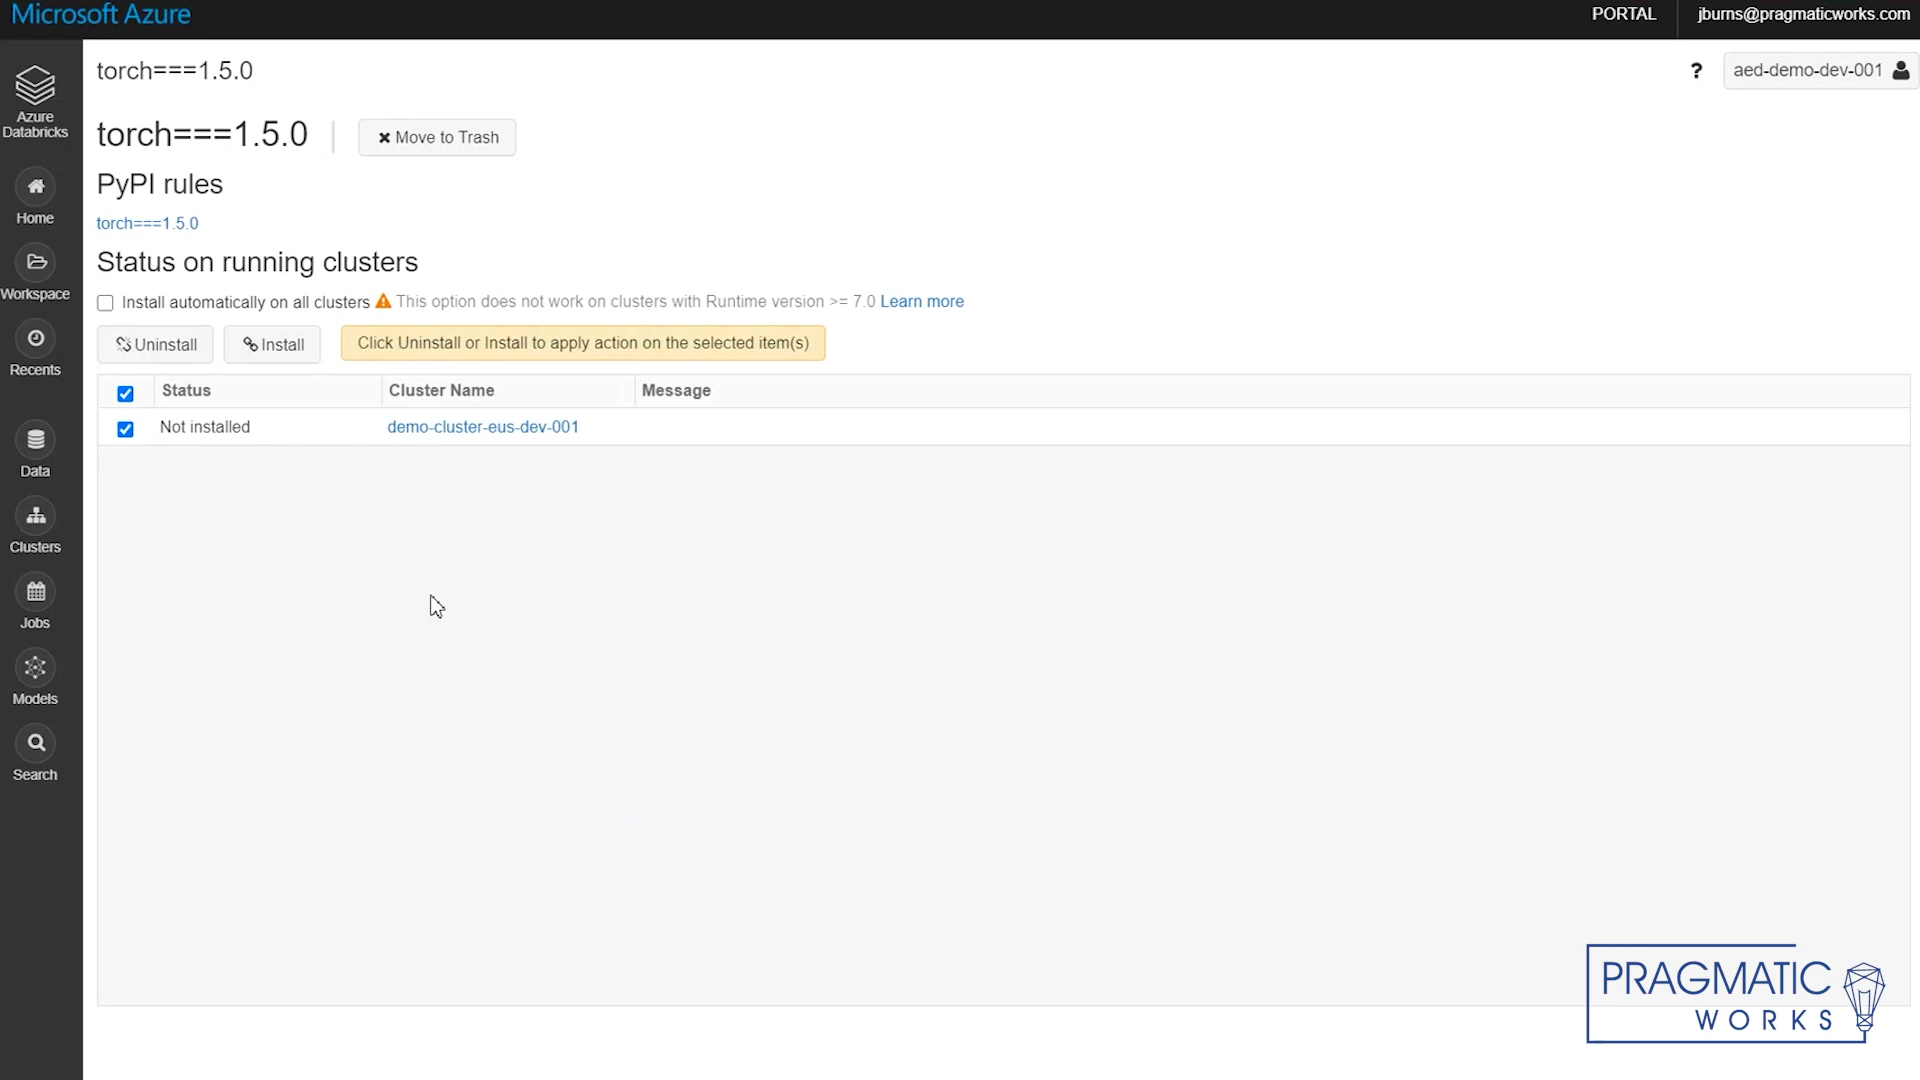 Microsoft Azure
PORTAL
jburns@pragmaticworks.com
torch===1.5.0
?
aed-demo-dev-001
Azure
Databricks
torch===1.5.0
Move to Trash
PyPI rules
Home
torch===1.5.0
Status on running clusters
Workspace
Install automatically on all clusters This option does not work on clusters with Runtime version >= 7.0 Learn more
Uninstall
Install
Click Uninstall or Install to apply action on the selected item(s)
Recents
Status
Cluster Name
Message
Not installed
demo-cluster-eus-dev-001
Data
Clusters
Jobs
Models
Search
PRAGMATIC
WORKS